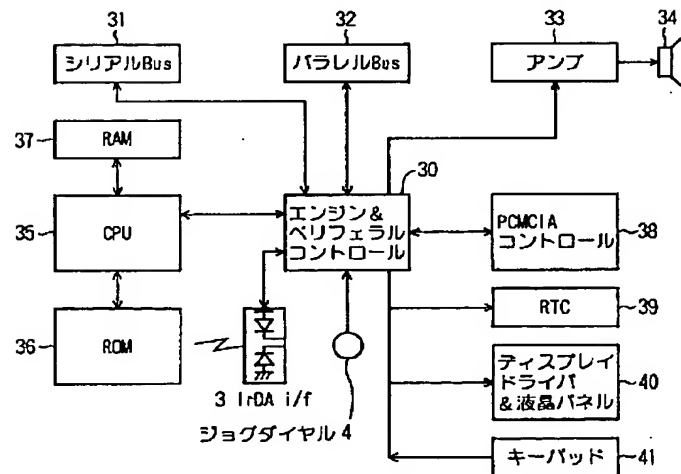 31
シリアルBus
32
パラレルBus
33
アンプ
34
37
RAM
35
CPU
36
ROM
30
エンジン&
ペリフェラル
コントロール
PCMCIA
コントロール
38
RTC
39
ディスプレイ
ドライバ
&液晶パネル
40
キーパッド
41
3 IrDA i/f
ジョグダイヤル4